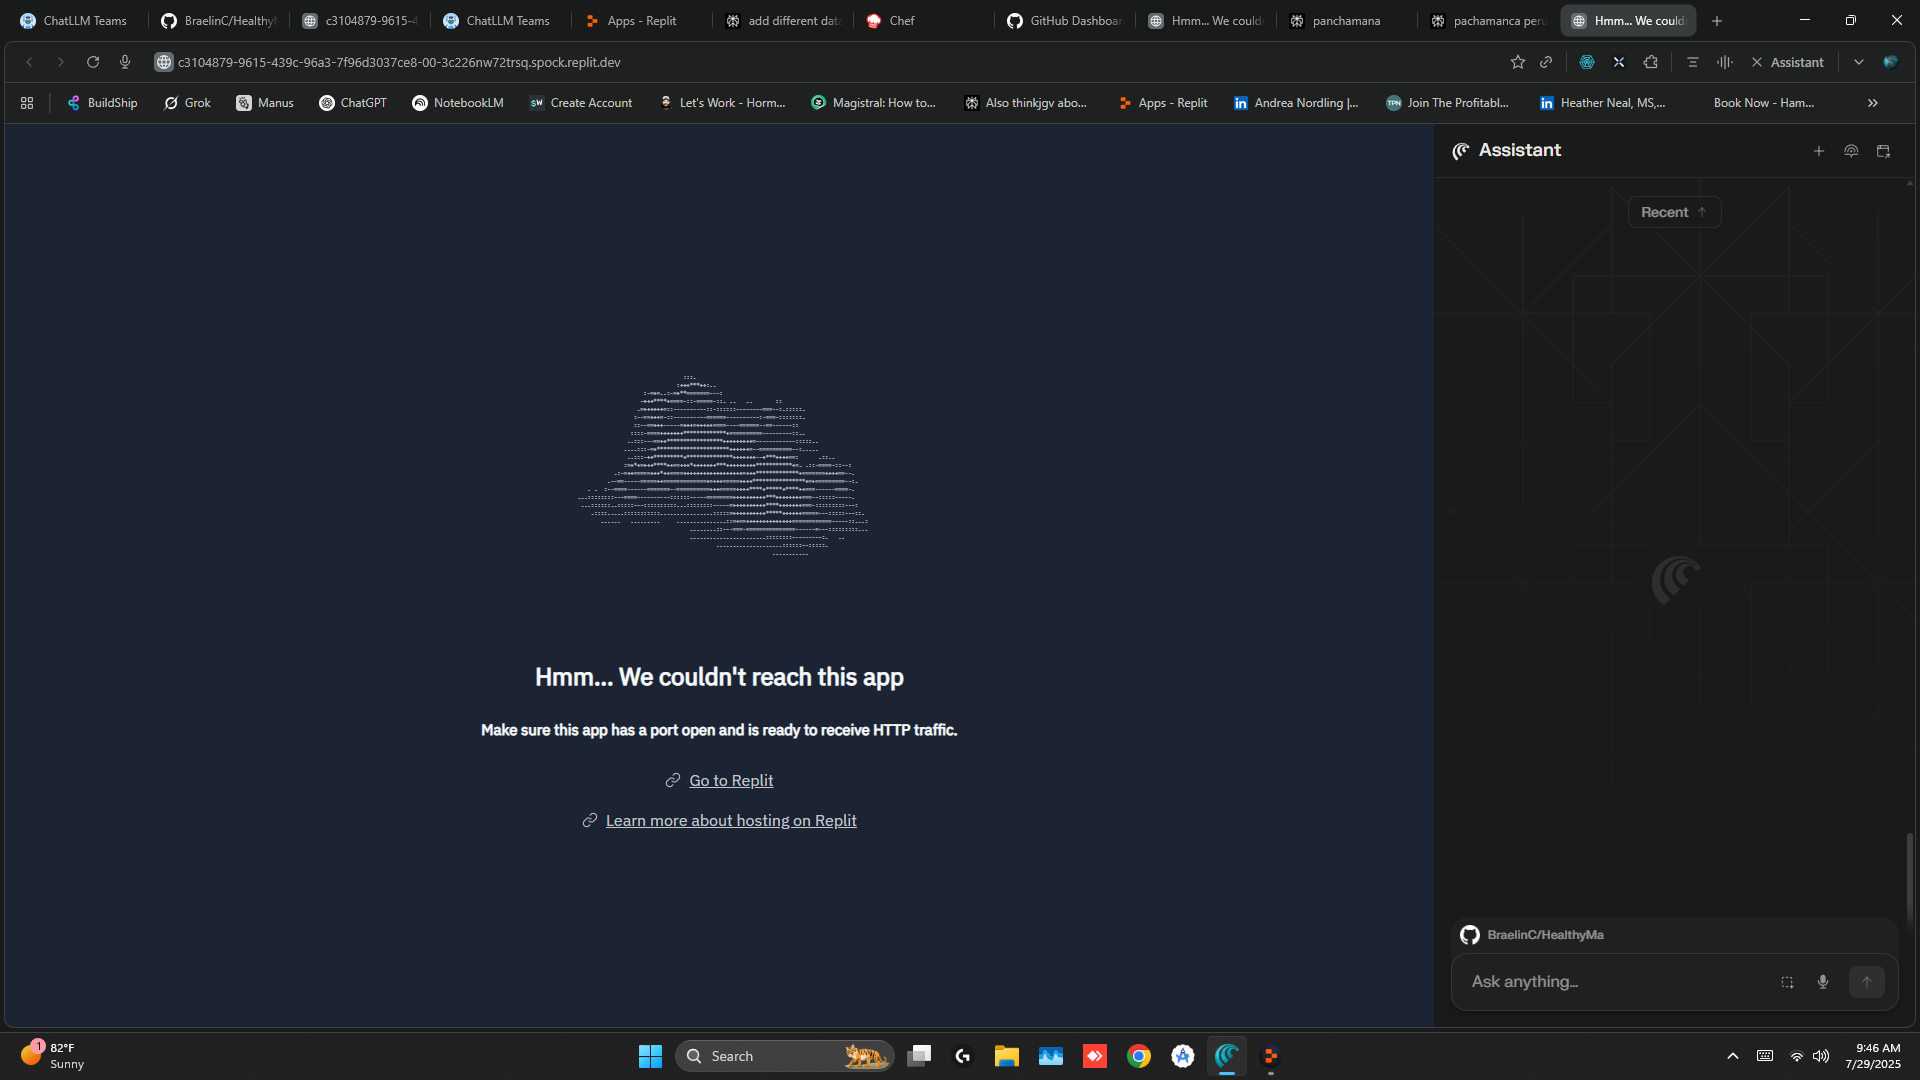 ChatLLM Teams
BraelinC/Healthy
c3104879-9615-4
ChatLLM Teams
Apps - Replit
add different data
Chef
GitHub Dashboar
Hmm... We could
panchamana
pachamanca peru
Hmm... We could
c3104879-9615-439c-96a3-7f96d3037ce8-00-3c226nw72trsq.spock.replit.dev
Assistant
BuildShip
Grok
Manus
ChatGPT
NotebookLM
Create Account
Let's Work - Horm...
Magistral: How to...
Also thinkjgv abo...
Apps - Replit
Andrea Nordling |...
TPN
Join The Profitabl...
Heather Neal, MS,...
Book Now - Ham...
Assistant
Recent ↑
Hmm... We couldn't reach this app
Make sure this app has a port open and is ready to receive HTTP traffic.
Go to Replit
Learn more about hosting on Replit
BraelinC/HealthyMa
Ask anything...
1
82°F
Sunny
Search
9:46 AM
7/29/2025